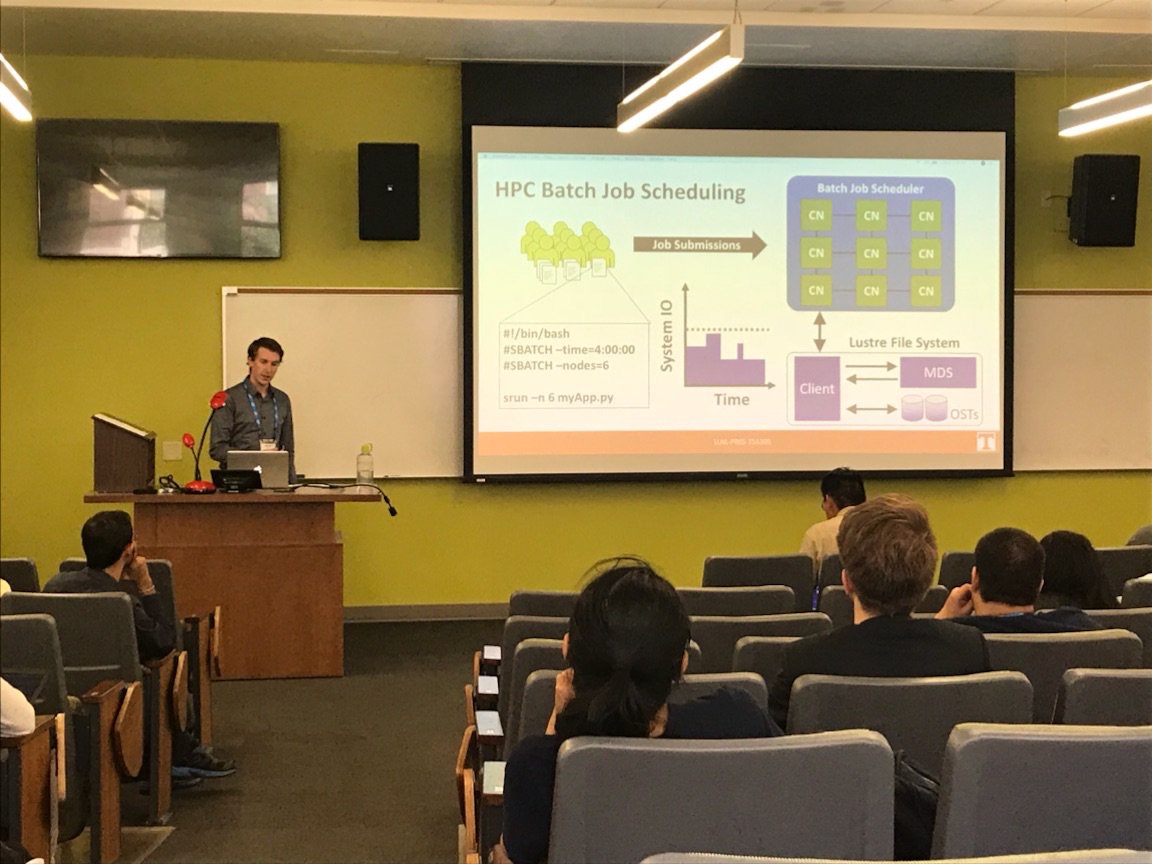 HPC Batch Job Scheduling
Job Submissions
Batch Job Scheduler
CN CN CN
CN CN CN
CN CN CN
#!/bin/bash
#SBATCH –time=4:00:00
#SBATCH –nodes=6
srun –n 6 myApp.py
System IO
Time
Lustre File System
Client
MDS
OSTs
T